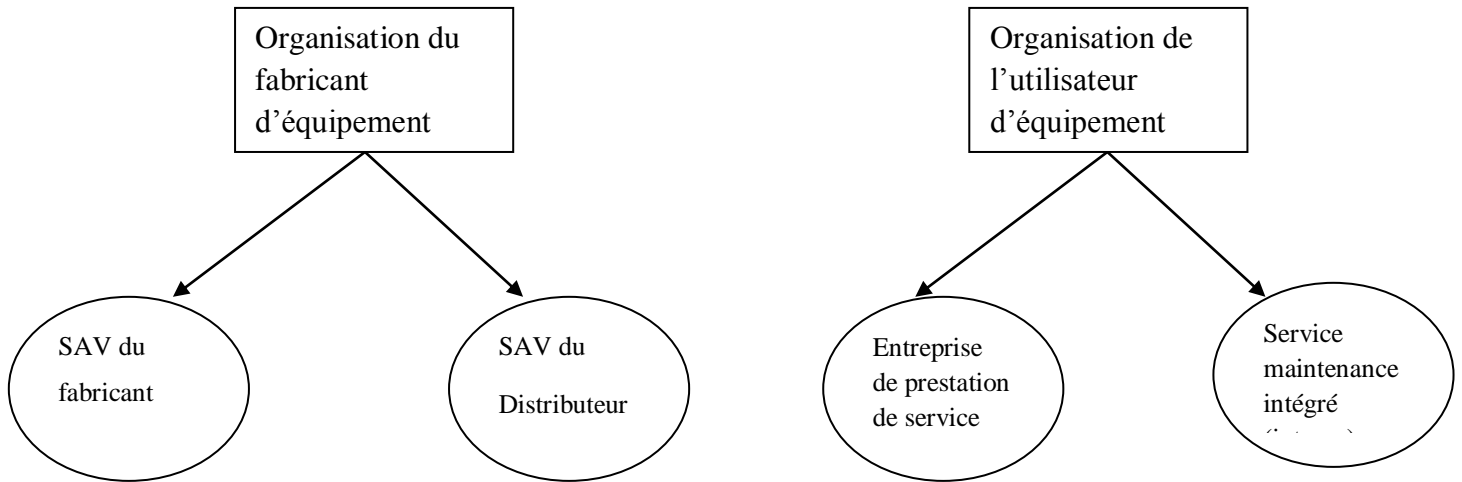 Organisation du
fabricant
d’équipement
Organisation de
l’utilisateur
d’équipement
SAV du
fabricant
SAV du
Distributeur
Entreprise
de prestation
de service
Service
maintenance
intégré